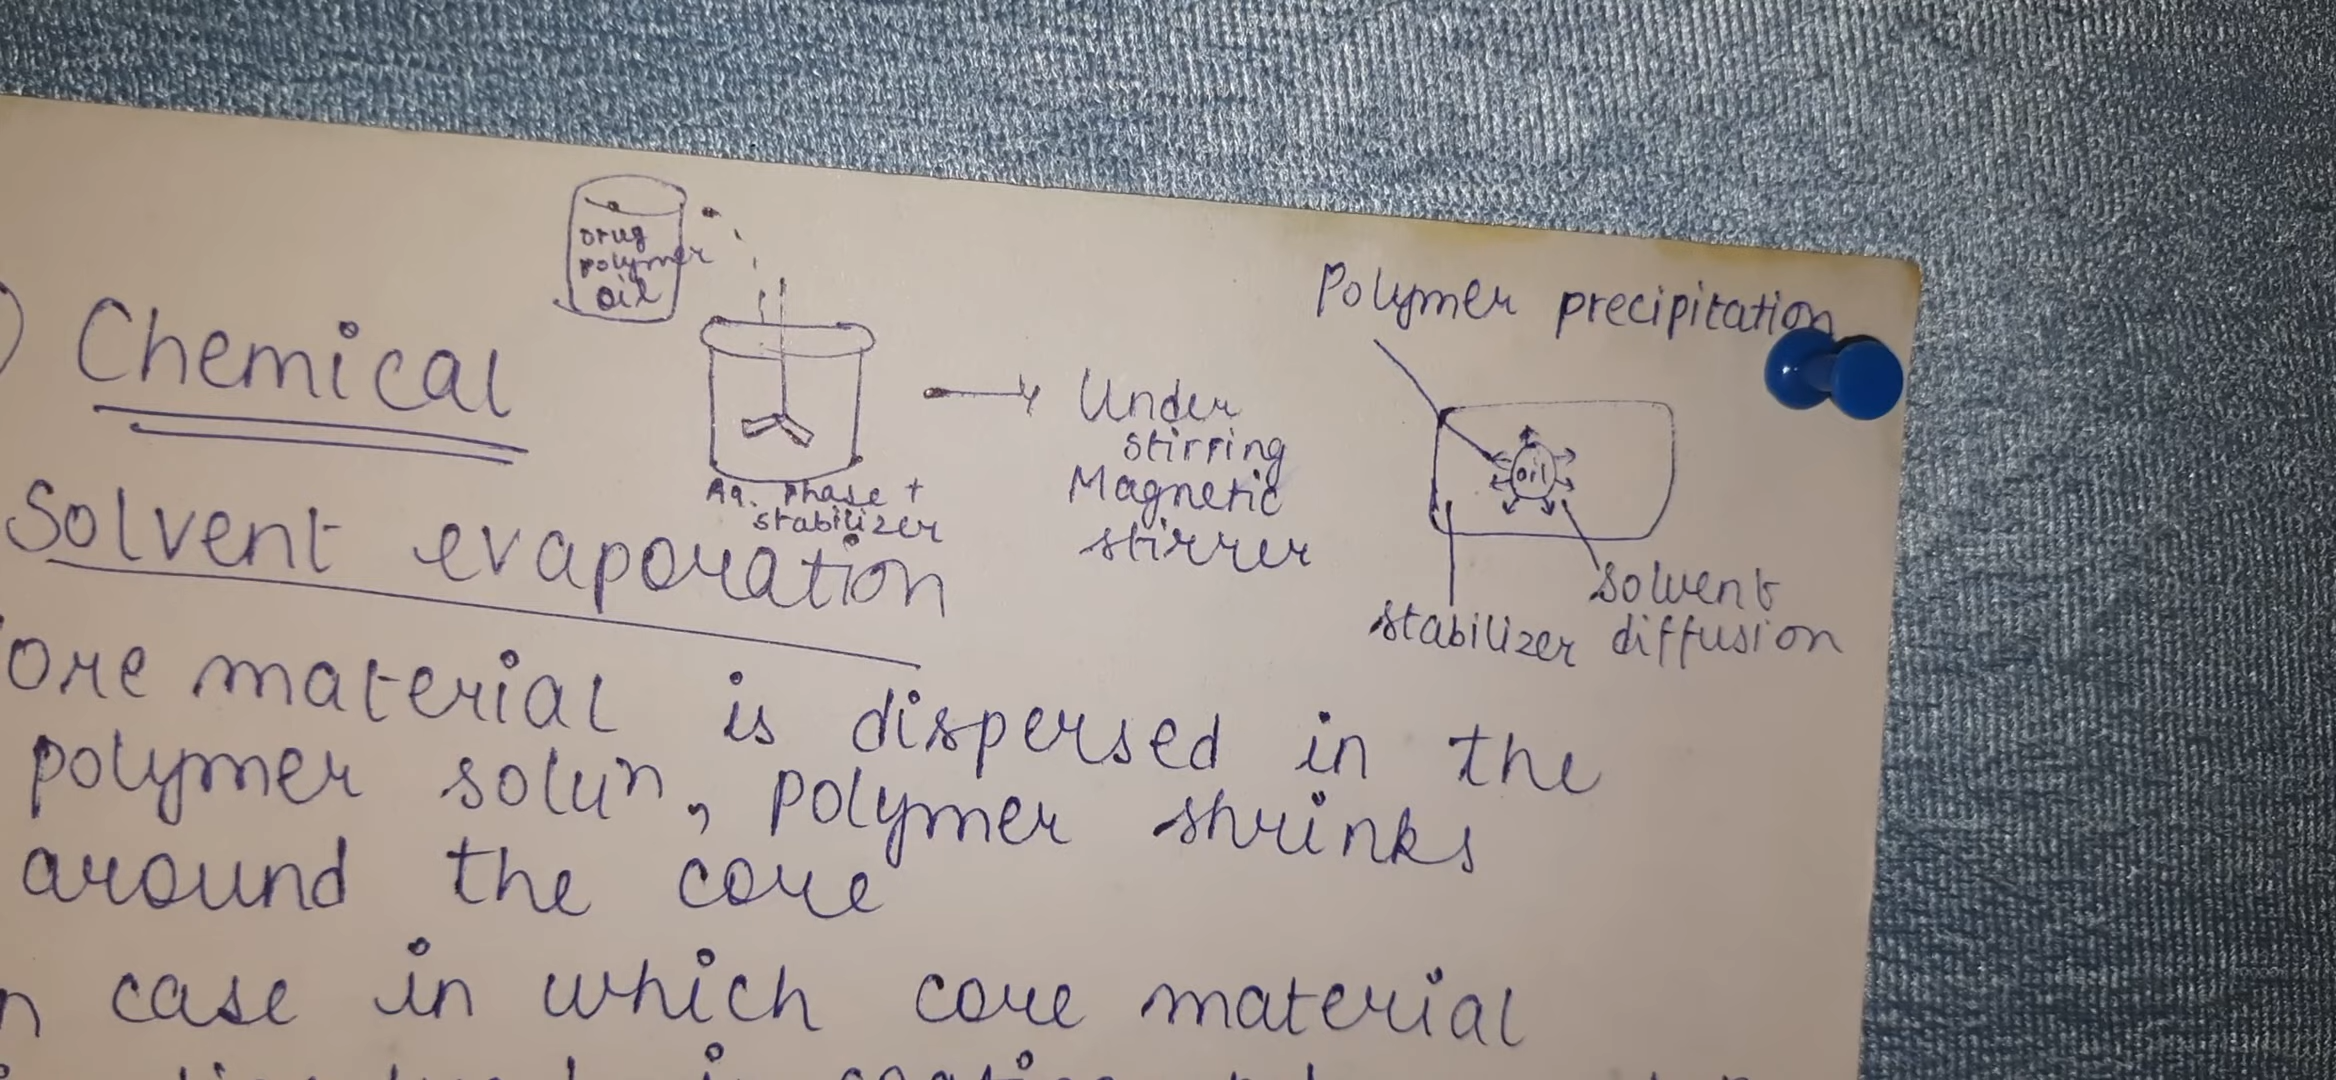 Drug
polymer
oil
Chemical
Aq. phase +
stabilizer
Under
stirring
Magnetic
stirrer
Polymer precipitation
oil
stabilizer
solvent
diffusion
Solvent evaporation
ore material is dispersed in the
polymer soluⁿ, polymer shrinks
around the core
n case in which core material